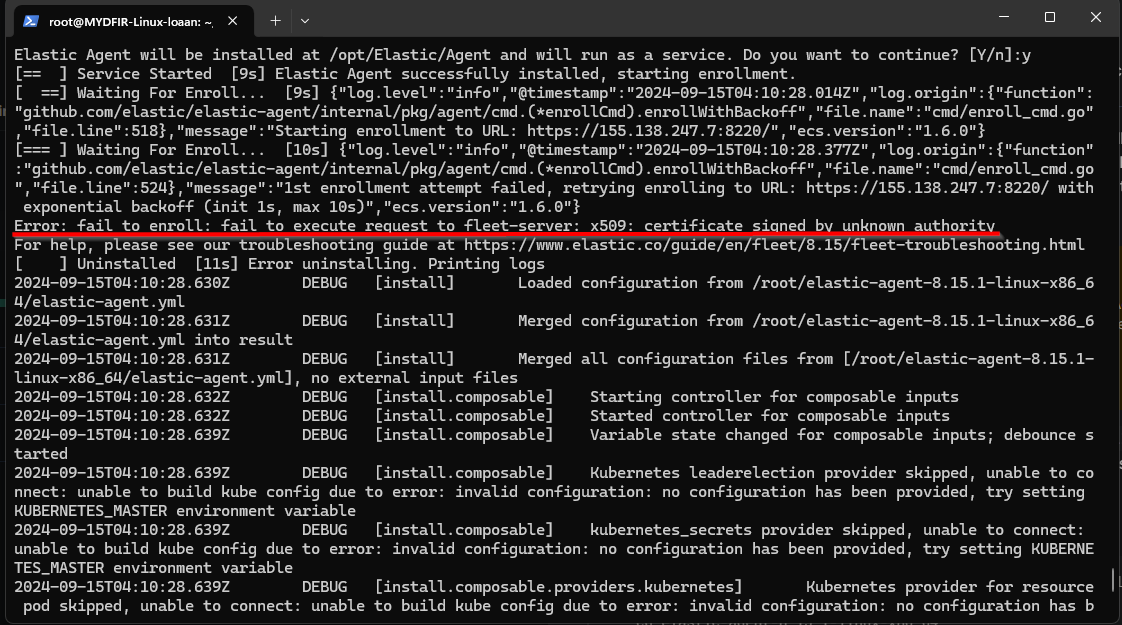 root@MYDFIR-Linux-loaan: ~,
Elastic Agent will be installed at /opt/Elastic/Agent and will run as a service. Do you want to continue? [Y/n]:y
[==  ] Service Started  [9s] Elastic Agent successfully installed, starting enrollment.
[  ==] Waiting For Enroll...  [9s] {"log.level":"info","@timestamp":"2024-09-15T04:10:28.014Z","log.origin":{"function":
"github.com/elastic/elastic-agent/internal/pkg/agent/cmd.(*enrollCmd).enrollWithBackoff","file.name":"cmd/enroll_cmd.go"
,"file.line":518},"message":"Starting enrollment to URL: https://155.138.247.7:8220/","ecs.version":"1.6.0"}
[=== ] Waiting For Enroll...  [10s] {"log.level":"info","@timestamp":"2024-09-15T04:10:28.377Z","log.origin":{"function"
:"github.com/elastic/elastic-agent/internal/pkg/agent/cmd.(*enrollCmd).enrollWithBackoff","file.name":"cmd/enroll_cmd.go
","file.line":524},"message":"1st enrollment attempt failed, retrying enrolling to URL: https://155.138.247.7:8220/ with
 exponential backoff (init 1s, max 10s)","ecs.version":"1.6.0"}
Error: fail to enroll: fail to execute request to fleet-server: x509: certificate signed by unknown authority
For help, please see our troubleshooting guide at https://www.elastic.co/guide/en/fleet/8.15/fleet-troubleshooting.html
[    ] Uninstalled  [11s] Error uninstalling. Printing logs
2024-09-15T04:10:28.630Z        DEBUG   [install]       Loaded configuration from /root/elastic-agent-8.15.1-linux-x86_6
4/elastic-agent.yml
2024-09-15T04:10:28.631Z        DEBUG   [install]       Merged configuration from /root/elastic-agent-8.15.1-linux-x86_6
4/elastic-agent.yml into result
2024-09-15T04:10:28.631Z        DEBUG   [install]       Merged all configuration files from [/root/elastic-agent-8.15.1-
linux-x86_64/elastic-agent.yml], no external input files
2024-09-15T04:10:28.632Z        DEBUG   [install.composable]    Starting controller for composable inputs
2024-09-15T04:10:28.632Z        DEBUG   [install.composable]    Started controller for composable inputs
2024-09-15T04:10:28.639Z        DEBUG   [install.composable]    Variable state changed for composable inputs; debounce s
tarted
2024-09-15T04:10:28.639Z        DEBUG   [install.composable]    Kubernetes leaderelection provider skipped, unable to co
nnect: unable to build kube config due to error: invalid configuration: no configuration has been provided, try setting
KUBERNETES_MASTER environment variable
2024-09-15T04:10:28.639Z        DEBUG   [install.composable]    kubernetes_secrets provider skipped, unable to connect:
unable to build kube config due to error: invalid configuration: no configuration has been provided, try setting KUBERNE
TES_MASTER environment variable
2024-09-15T04:10:28.639Z        DEBUG   [install.composable.providers.kubernetes]       Kubernetes provider for resource
 pod skipped, unable to connect: unable to build kube config due to error: invalid configuration: no configuration has b